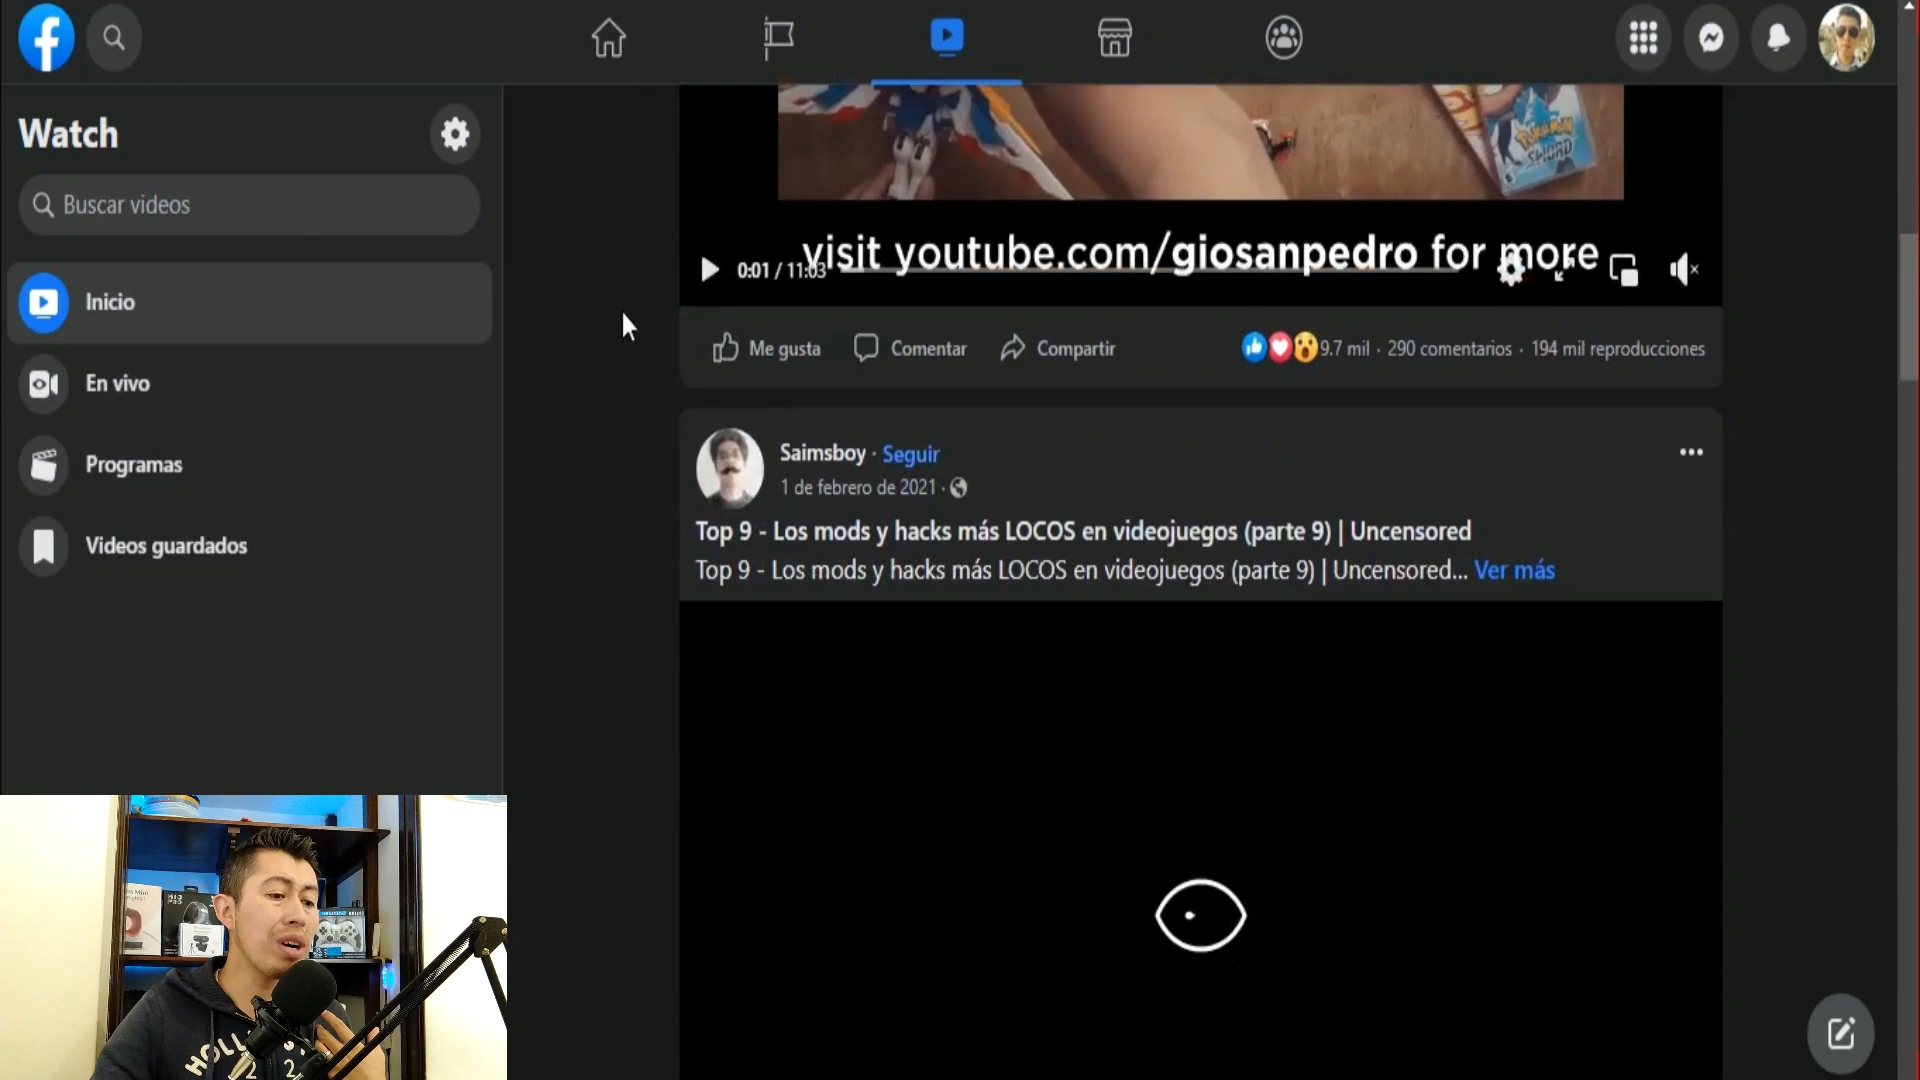 Watch
Buscar videos
Inicio
En vivo
Programas
Videos guardados
POKéMON
SWORD
visit youtube.com/giosanpedro for more
0:01 / 11:03
Me gusta
Comentar
Compartir
9.7 mil · 290 comentarios · 194 mil reproducciones
Saimsboy · Seguir
1 de febrero de 2021 ·
Top 9 - Los mods y hacks más LOCOS en videojuegos (parte 9) | Uncensored
Top 9 - Los mods y hacks más LOCOS en videojuegos (parte 9) | Uncensored... Ver más